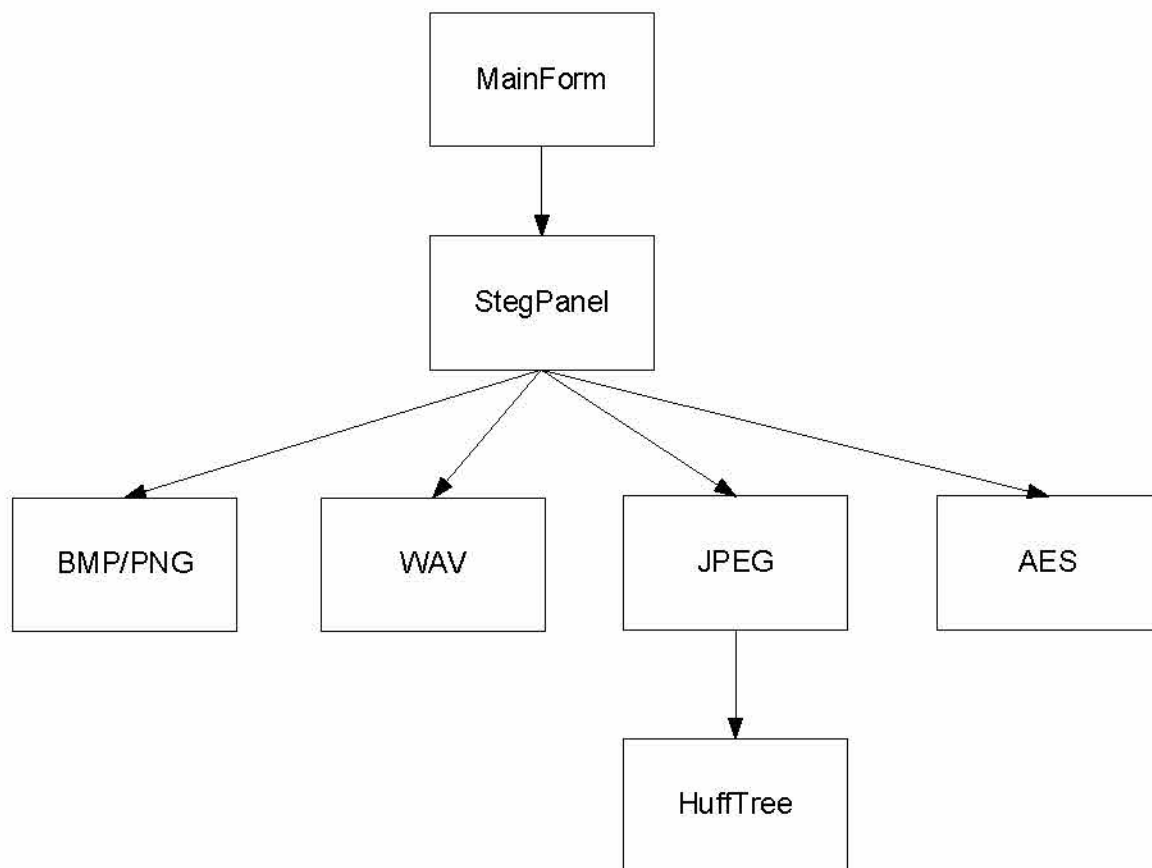 MainForm
StegPanel
BMP/PNG
WAV
JPEG
AES
HuffTree